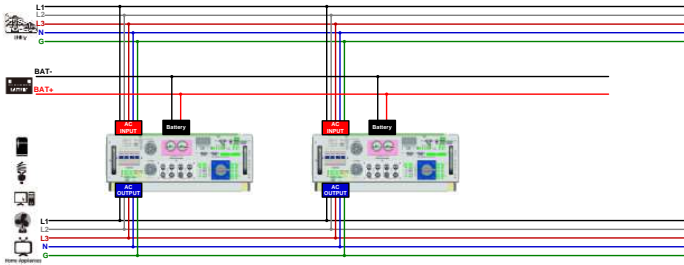 L1
L2
L3
N
G
Utility
BAT-
BAT+
AC
INPUT
Battery
AC
INPUT
Battery
AC
OUTPUT
AC
OUTPUT
L1
L2
L3
N
G
Home Appliances